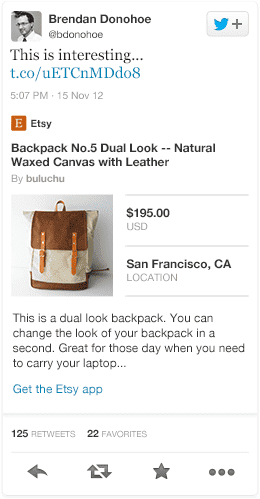 Brendan Donohoe
@bdonohoe
This is interesting...
t.co/uETCnMDdo8
5:07 PM · 15 Nov 12
E Etsy
Backpack No.5 Dual Look -- Natural
Waxed Canvas with Leather
By buluchu
$195.00
USD
San Francisco, CA
LOCATION
This is a dual look backpack. You can
change the look of your backpack in a
second. Great for those day when you need
to carry your laptop...
Get the Etsy app
125 RETWEETS 22 FAVORITES